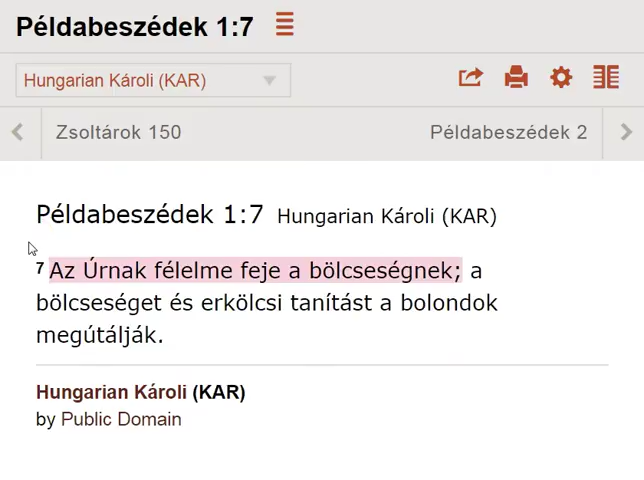 Példabeszédek 1:7
Hungarian Károli (KAR)
Zsoltárok 150
Példabeszédek 2
Példabeszédek 1:7 Hungarian Károli (KAR)
7 Az Úrnak félelme feje a bölcseségnek; a
bölcseséget és erkölcsi tanítást a bolondok
megútálják.
Hungarian Károli (KAR)
by Public Domain